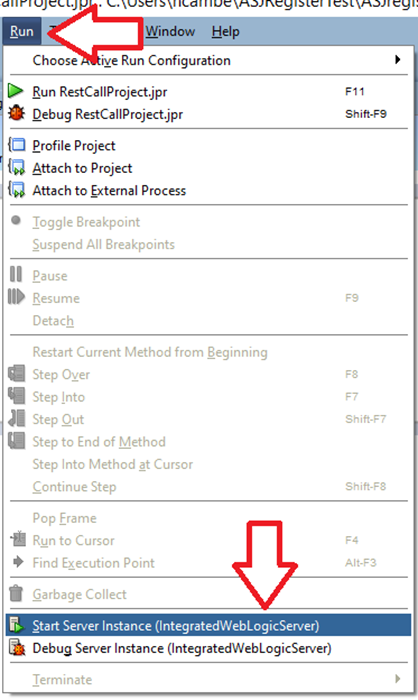 Run Window Help
Choose Active Run Configuration
Run RestCallProject.jpr F11
Debug RestCallProject.jpr Shift-F9
Profile Project
Attach to Project
Attach to External Process
Toggle Breakpoint
Suspend All Breakpoints
Pause
Resume F9
Detach
Restart Current Method from Beginning
Step Over F8
Step Into F7
Step Out Shift-F7
Step to End of Method
Step Into Method at Cursor
Continue Step Shift-F8
Pop Frame
Run to Cursor F4
Find Execution Point Alt-F3
Garbage Collect
Start Server Instance (IntegratedWebLogicServer)
Debug Server Instance (IntegratedWebLogicServer)
Terminate